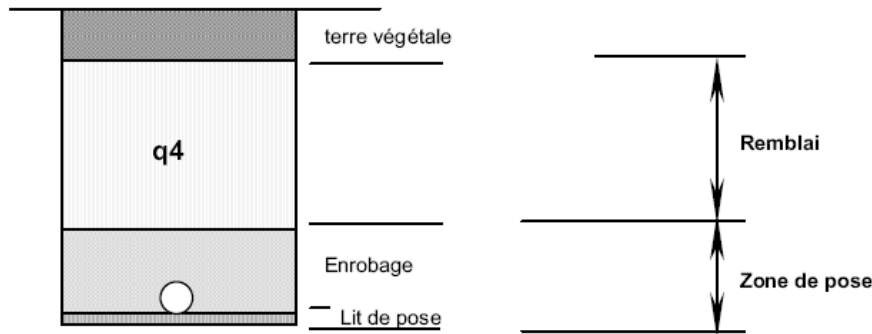 terre végétale
q4
Remblai
Enrobage
Zone de pose
Lit de pose